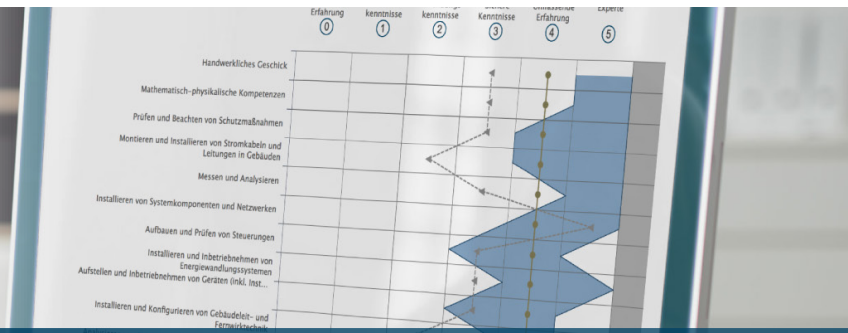 Erfahrung
kenntnisse
kenntnisse
Kenntnisse
Erfahrung
Experte
0
1
2
3
4
5
Handwerkliches Geschick
Mathematisch-physikalische Kompetenzen
Prüfen und Beachten von Schutzmaßnahmen
Montieren und Installieren von Stromkabeln und
Leitungen in Gebäuden
Messen und Analysieren
Installieren von Systemkomponenten und Netzwerken
Aufbauen und Prüfen von Steuerungen
Installieren und Inbetriebnehmen von
Energiewandlungssystemen
Aufstellen und Inbetriebnehmen von Geräten (inkl. Inst...
Installieren und Konfigurieren von Gebäudeleit- und
Fernwirktechnik